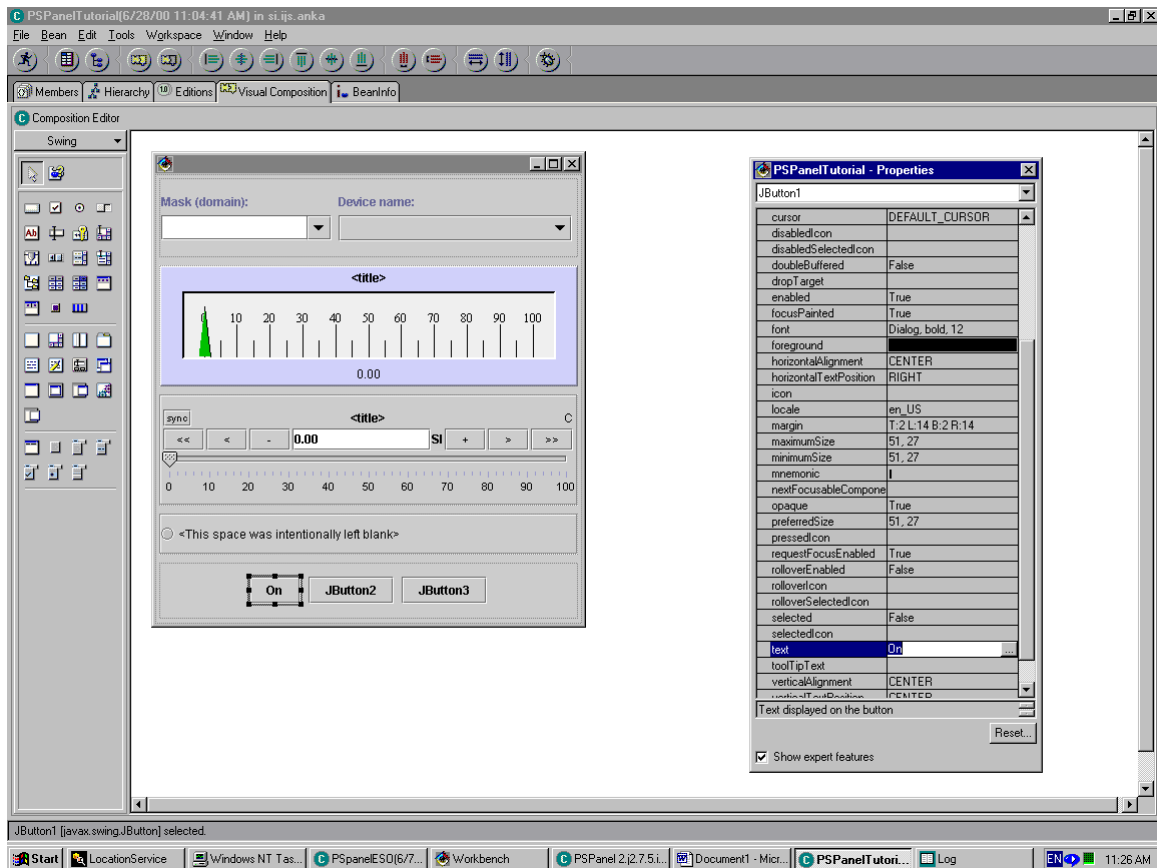 PSPanelTutorial(6/28/00 11:04:41 AM) in si.ijs.anka
File Bean Edit Tools Workspace Window Help
Members Hierarchy Editions Visual Composition BeanInfo
Composition Editor
Swing
Mask (domain): Device name:
<title>
0 10 20 30 40 50 60 70 80 90 100
0.00
sync <title> C
<< < - 0.00 SI + > >>
0 10 20 30 40 50 60 70 80 90 100
<This space was intentionally left blank>
On JButton2 JButton3
PSPanelTutorial - Properties
JButton1
cursor DEFAULT_CURSOR
disabledIcon
disabledSelectedIcon
doubleBuffered False
dropTarget
enabled True
focusPainted True
font Dialog, bold, 12
foreground
horizontalAlignment CENTER
horizontalTextPosition RIGHT
icon
locale en_US
margin T:2 L:14 B:2 R:14
maximumSize 51, 27
minimumSize 51, 27
mnemonic
nextFocusableCompone
opaque True
preferredSize 51, 27
pressedIcon
requestFocusEnabled True
rolloverEnabled False
rolloverIcon
rolloverSelectedIcon
selected False
selectedIcon
text On ...
toolTipText
verticalAlignment CENTER
verticalTextPosition CENTER
Text displayed on the button
Reset...
Show expert features
JButton1 [javax.swing.JButton] selected.
Start LocationService Windows NT Tas... PSpanelESO(6/7... Workbench PSPanel 2.j2.7.5.i... Document1 - Micr... PSPanelTutori... Log EN 11:26 AM